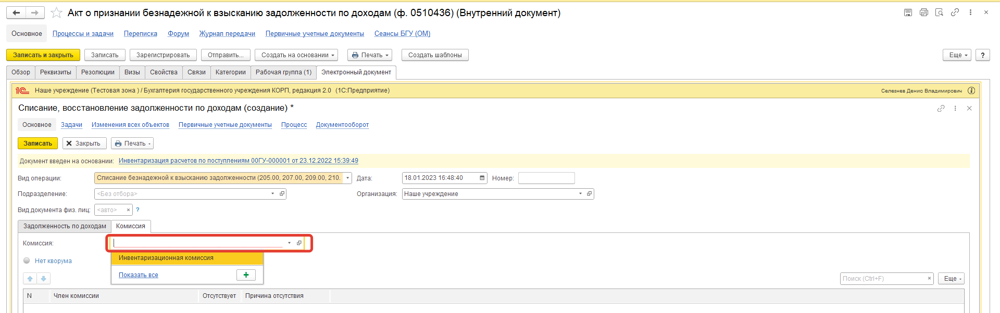 Акт о признании безнадежной к взысканию задолженности по доходам (ф. 0510436) (Внутренний документ)
Основное Процессы и задачи Переписка Форум Журнал передачи Первичные учетные документы Сеансы БГУ (ОМ)
Записать и закрыть Записать Зарегистрировать Отправить... Создать на основании Печать Создать шаблоны Еще ?
Обзор Реквизиты Резолюции Визы Свойства Связи Категории Рабочая группа (1) Электронный документ
1С Наше учреждение (Тестовая зона ) / Бухгалтерия государственного учреждения КОРП, редакция 2.0 (1С:Предприятие) Селезнев Денис Владимирович
Списание, восстановление задолженности по доходам (создание) *
Основное Задачи Изменения всех объектов Первичные учетные документы Процесс Документооборот
Записать Закрыть Печать
Документ введен на основании: Инвентаризация расчетов по поступлениям 00ГУ-000001 от 23.12.2022 15:39:49
Вид операции: Списание безнадежной к взысканию задолженности (205.00, 207.00, 209.00, 210. Дата: 18.01.2023 16:48:40 Номер:
Подразделение: <Без отбора> Организация: Наше учреждение
Вид документа физ. лиц: <авто> × ?
Задолженность по доходам Комиссия
Комиссия:
Инвентаризационная комиссия
Нет кворума
Показать все +
Поиск (Ctrl+F) × Еще
N Член комиссии Отсутствует Причина отсутствия